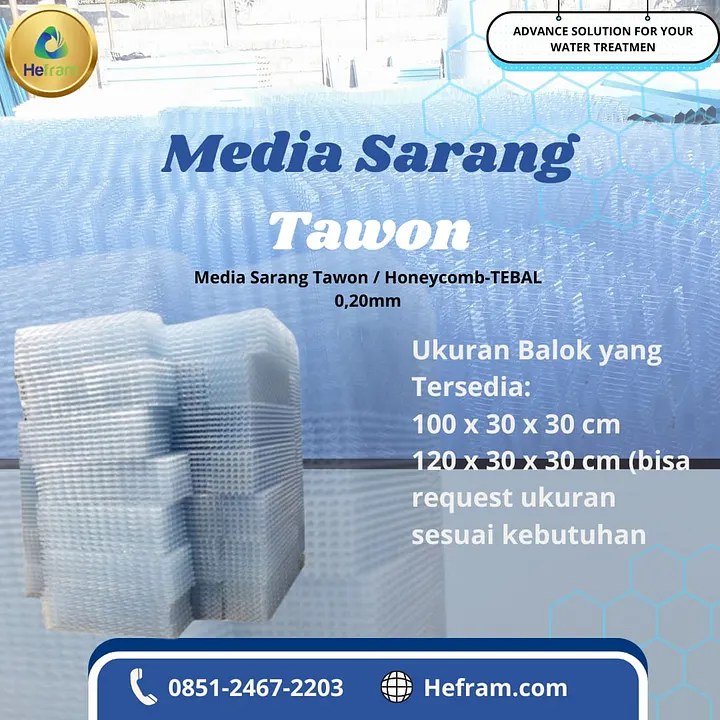 Hefram
ADVANCE SOLUTION FOR YOUR
WATER TREATMEN
Media Sarang
Tawon
Media Sarang Tawon / Honeycomb-TEBAL
0,20mm
Ukuran Balok yang
Tersedia:
100 x 30 x 30 cm
120 x 30 x 30 cm (bisa
request ukuran
sesuai kebutuhan
0851-2467-2203
Hefram.com